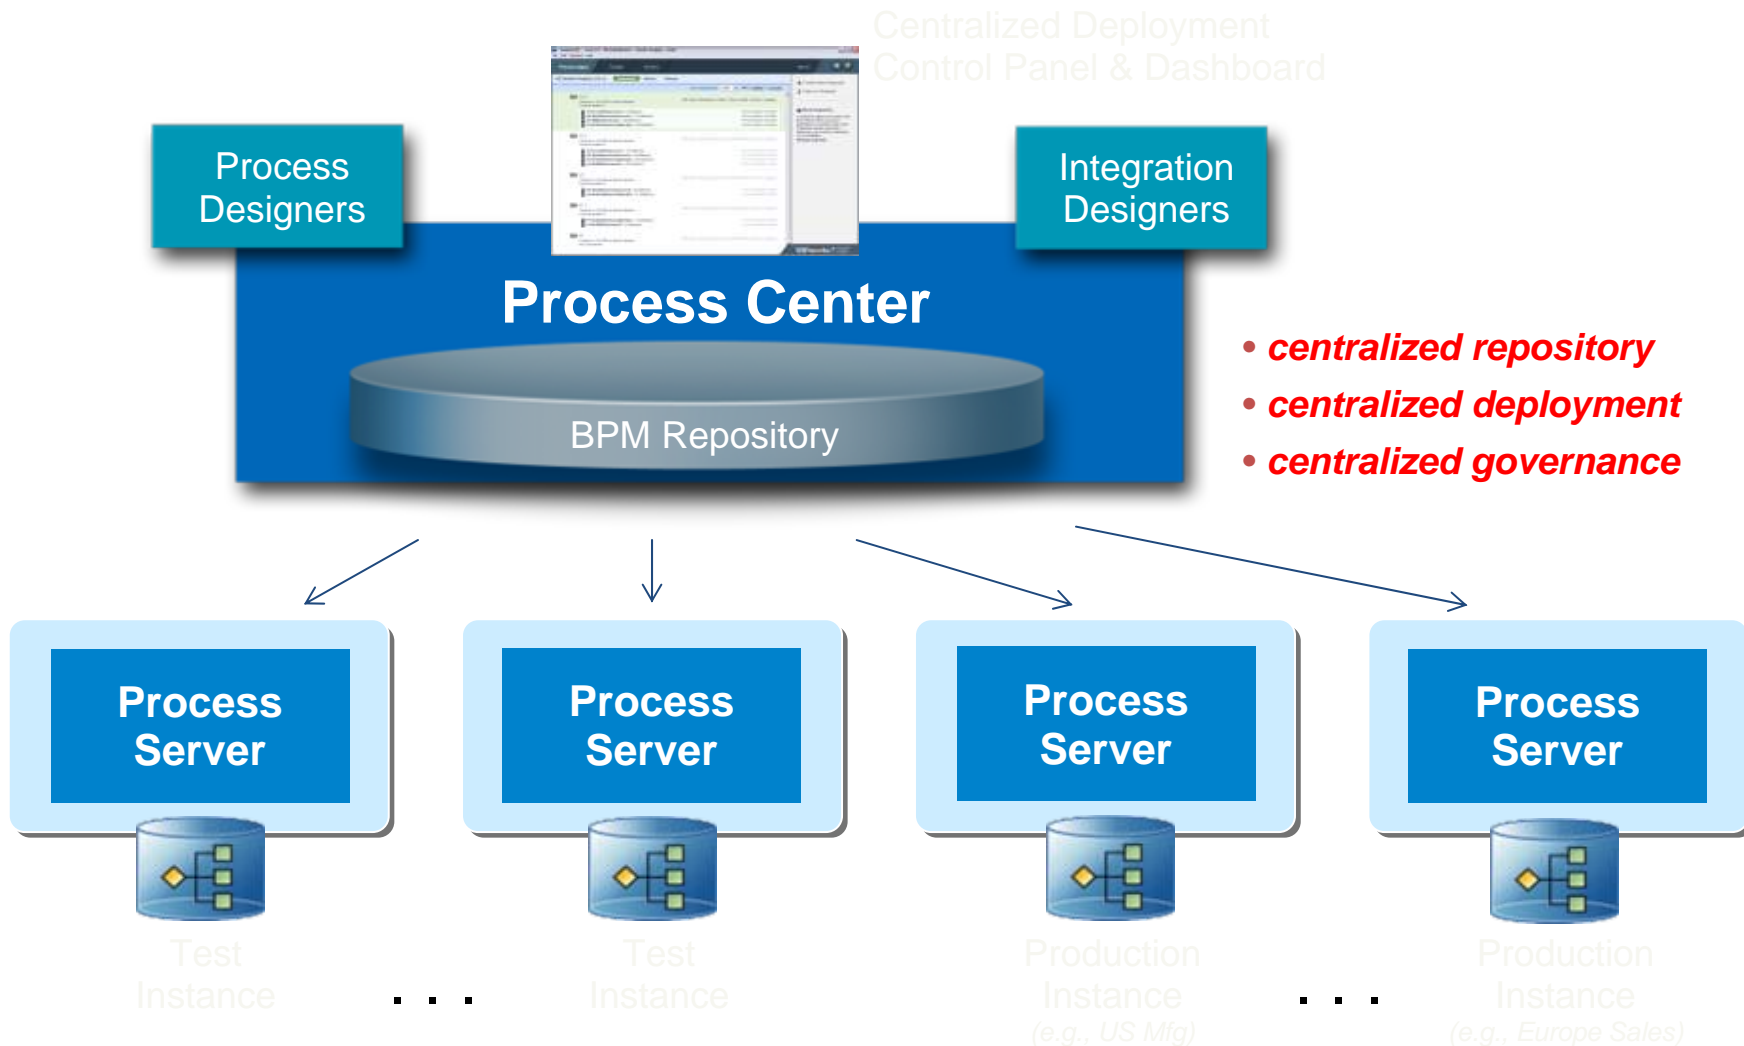 Centralized Deployment
Control Panel & Dashboard
Process
Designers
Integration
Designers
Process Center
BPM Repository
• centralized repository
• centralized deployment
• centralized governance
Process
Server
Process
Server
Process
Server
Process
Server
Test
Instance
. . .
Test
Instance
Production
Instance
(e.g., US Mfg)
. . .
Production
Instance
(e.g., Europe Sales)